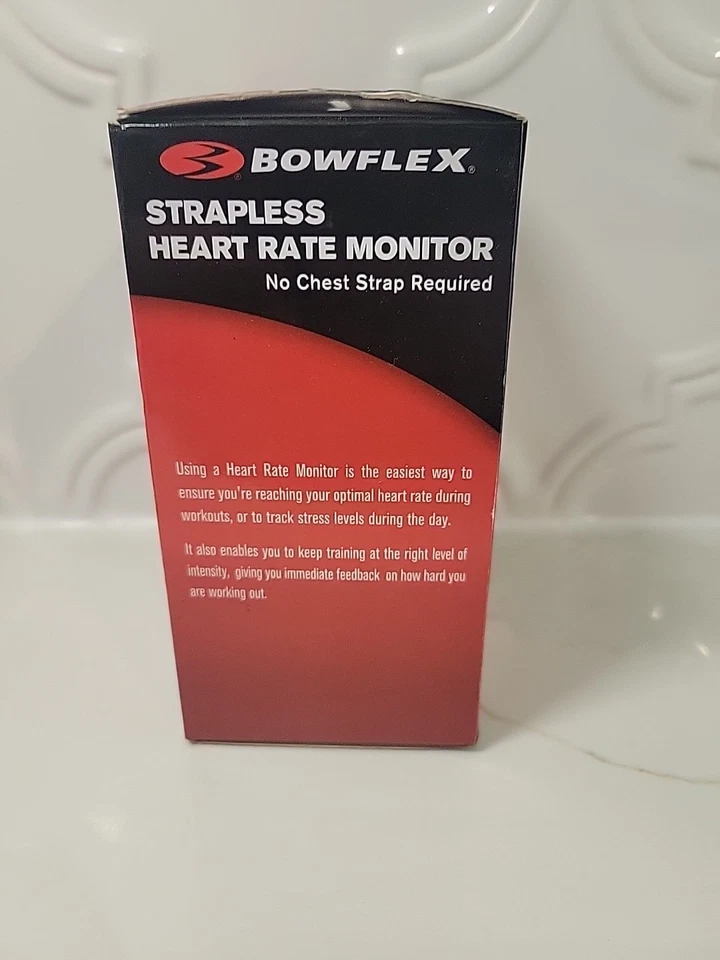 BOWFLEX®
STRAPLESS
HEART RATE MONITOR
No Chest Strap Required
Using a Heart Rate Monitor is the easiest way to
ensure you're reaching your optimal heart rate during
workouts, or to track stress levels during the day.
It also enables you to keep training at the right level of
intensity, giving you immediate feedback on how hard you
are working out.